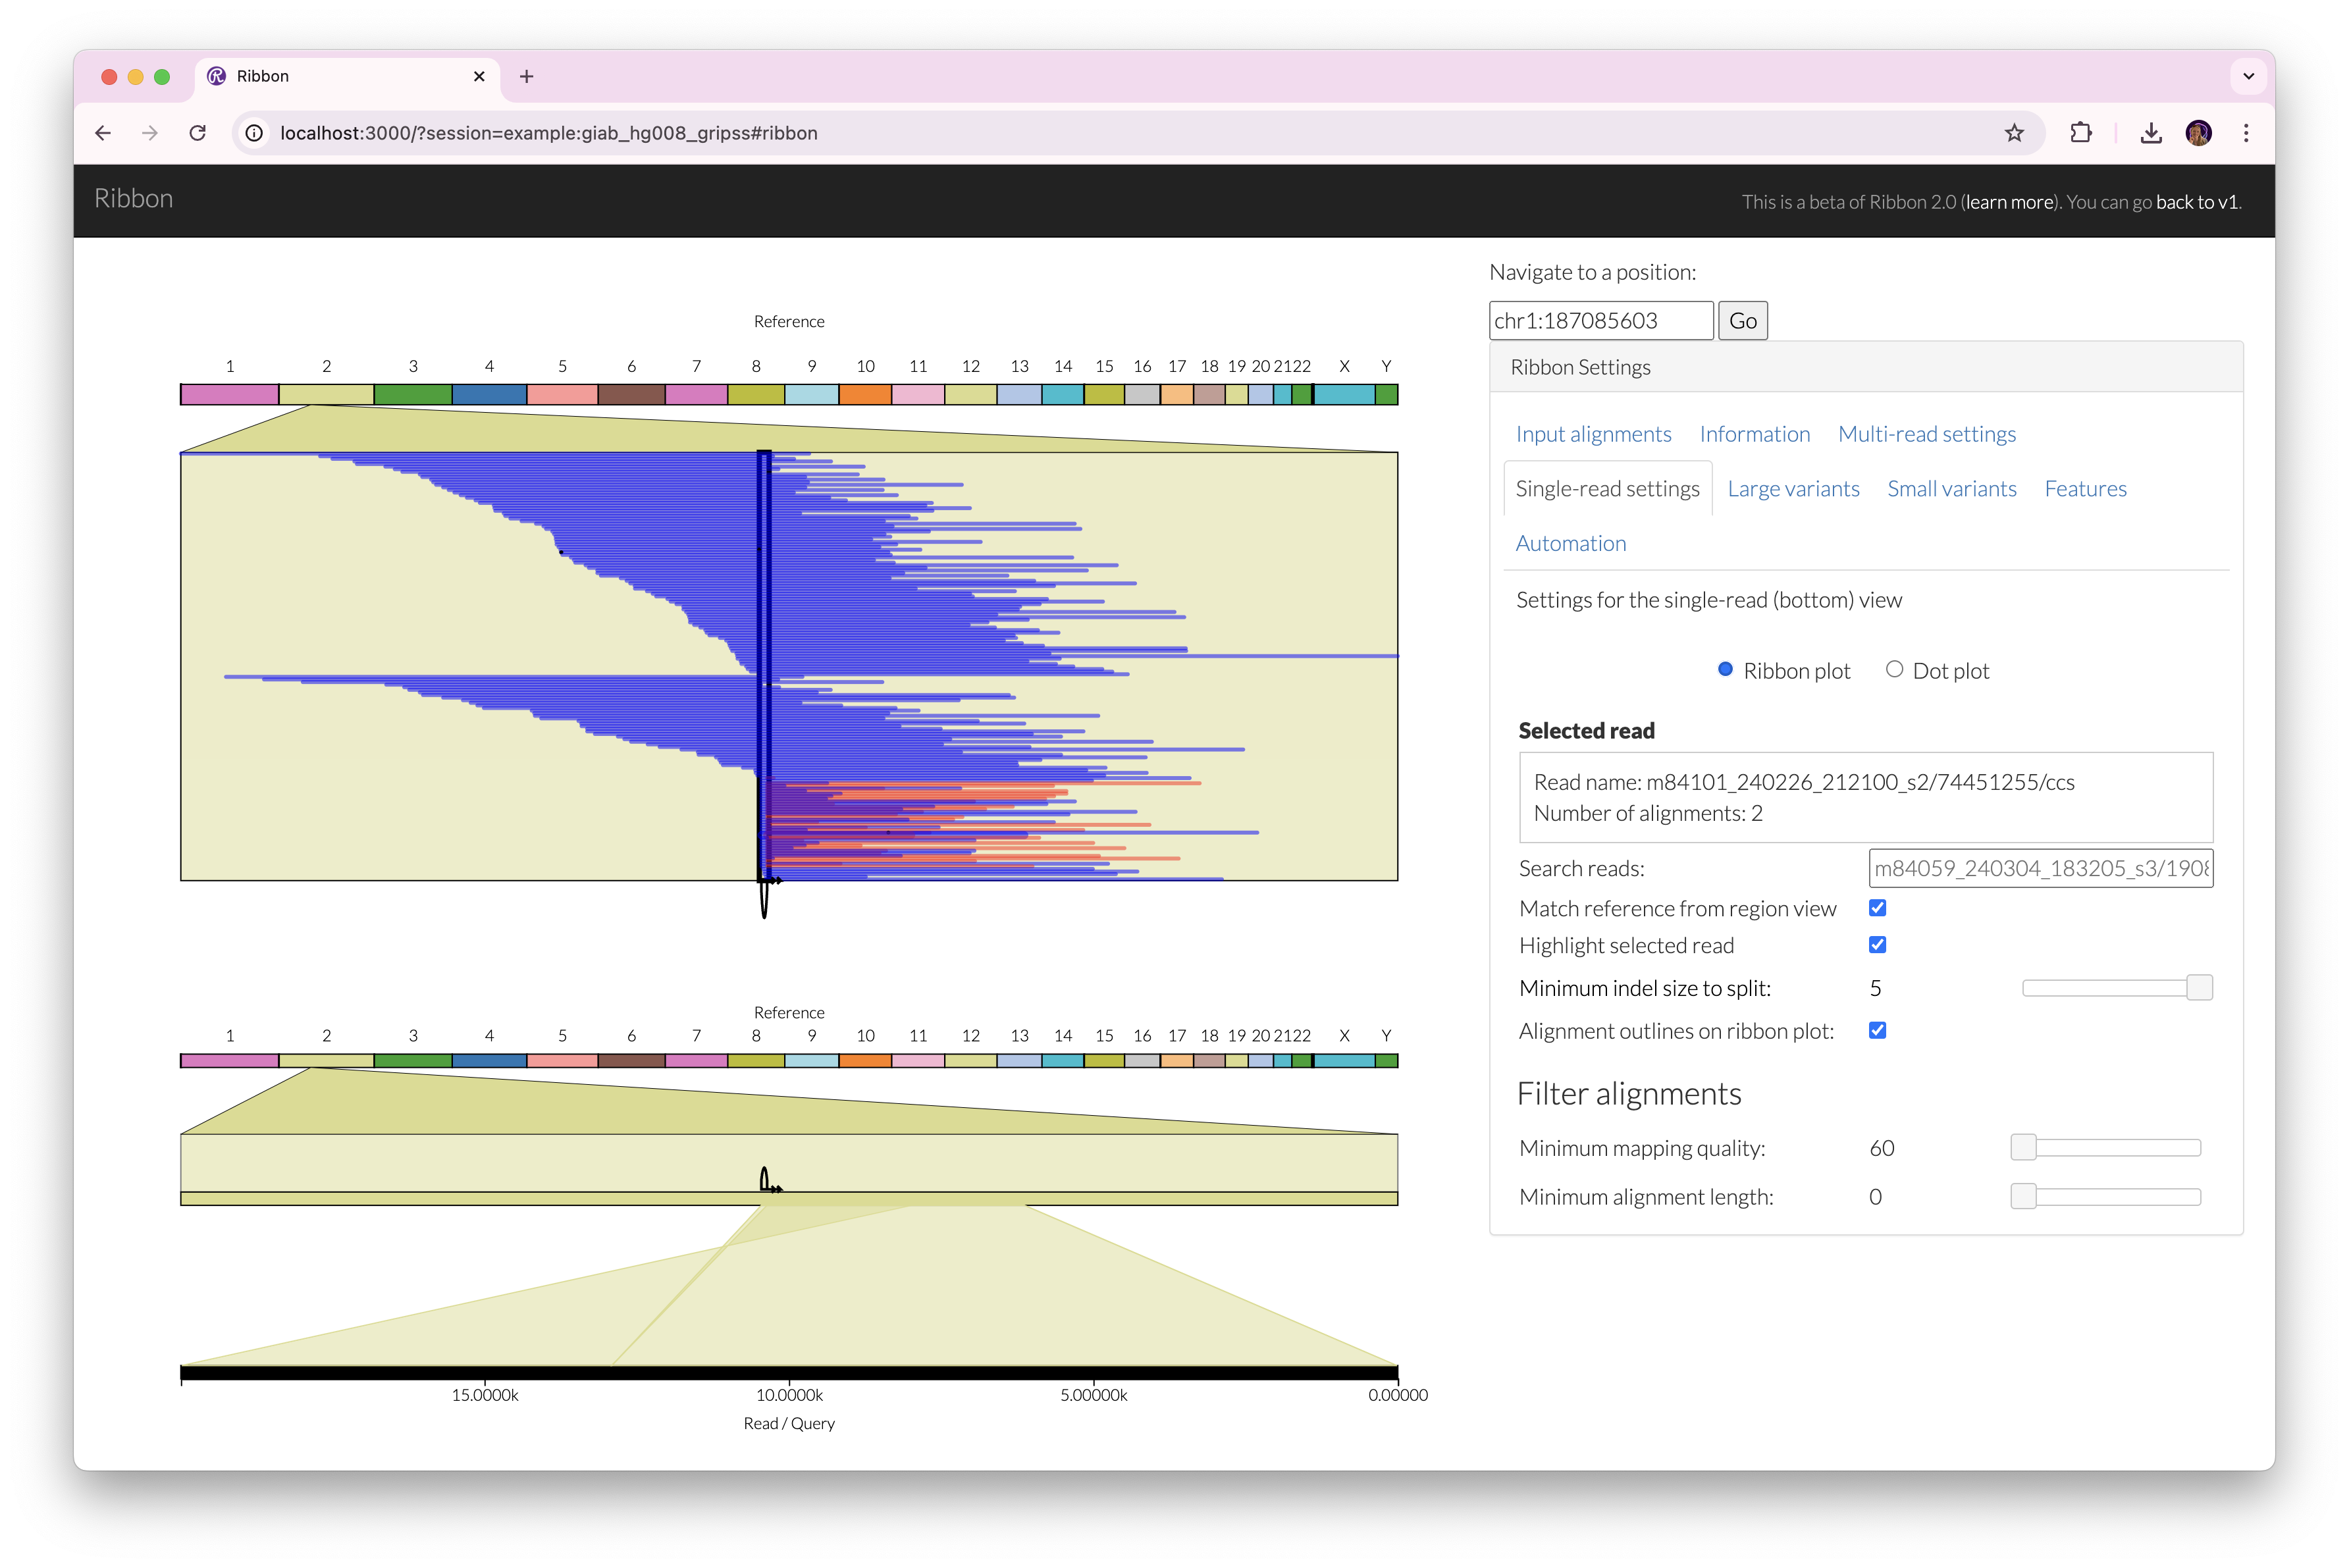 Ribbon
localhost:3000/?session=example:giab_hg008_gripss#ribbon
Ribbon
This is a beta of Ribbon 2.0 (learn more). You can go back to v1.
Reference
1 2 3 4 5 6 7 8 9 10 11 12 13 14 15 16 17 18 19 20 21 22 X Y
Reference
1 2 3 4 5 6 7 8 9 10 11 12 13 14 15 16 17 18 19 20 21 22 X Y
15.0000k 10.0000k 5.00000k 0.00000
Read / Query
Navigate to a position:
chr1:187085603 Go
Ribbon Settings
Input alignments Information Multi-read settings
Single-read settings Large variants Small variants Features
Automation
Settings for the single-read (bottom) view
Ribbon plot Dot plot
Selected read
Read name: m84101_240226_212100_s2/74451255/ccs
Number of alignments: 2
Search reads: m84059_240304_183205_s3/1908
Match reference from region view
Highlight selected read
Minimum indel size to split: 5
Alignment outlines on ribbon plot:
Filter alignments
Minimum mapping quality: 60
Minimum alignment length: 0